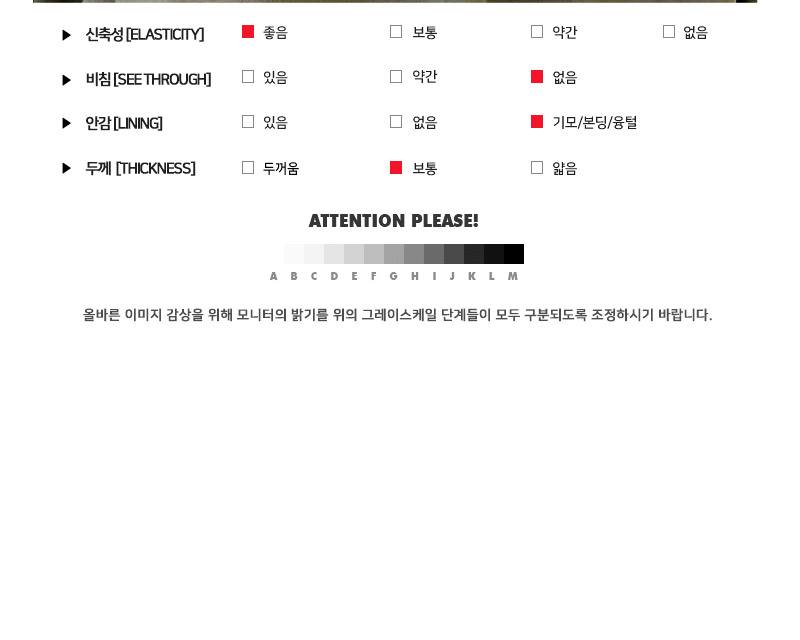 ▶ 신축성 [ELASTICITY] ■ 좋음 □ 보통 □ 약간 □ 없음
▶ 비침 [SEE THROUGH] □ 있음 □ 약간 ■ 없음
▶ 안감 [LINING] □ 있음 □ 없음 ■ 기모/본딩/융털
▶ 두께 [THICKNESS] □ 두꺼움 ■ 보통 □ 얇음
ATTENTION PLEASE!
A B C D E F G H I J K L M
올바른 이미지 감상을 위해 모니터의 밝기를 위의 그레이스케일 단계들이 모두 구분되도록 조정하시기 바랍니다.